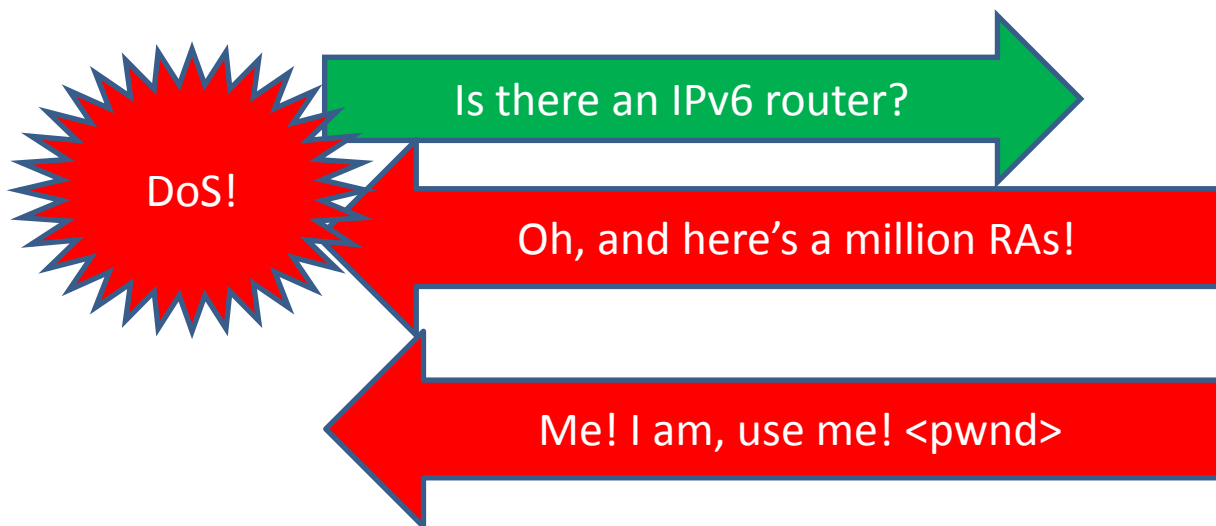 Is there an IPv6 router?
DoS!
Oh, and here’s a million RAs!
Me! I am, use me! <pwnd>